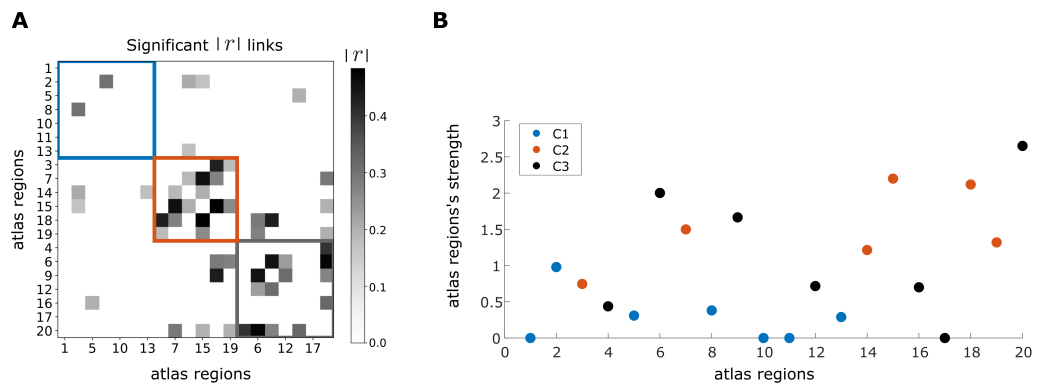 A
B
Significant |r| links
|r|
1
2
5
8
10
11
13
3
7
14
15
18
19
4
6
9
12
16
17
20
atlas regions
1 5 10 13 7 15 19 6 12 17
atlas regions
0.4
0.3
0.2
0.1
0.0
3
2.5
2
1.5
1
0.5
0
atlas regions's strength
C1
C2
C3
0 2 4 6 8 10 12 14 16 18 20
atlas regions